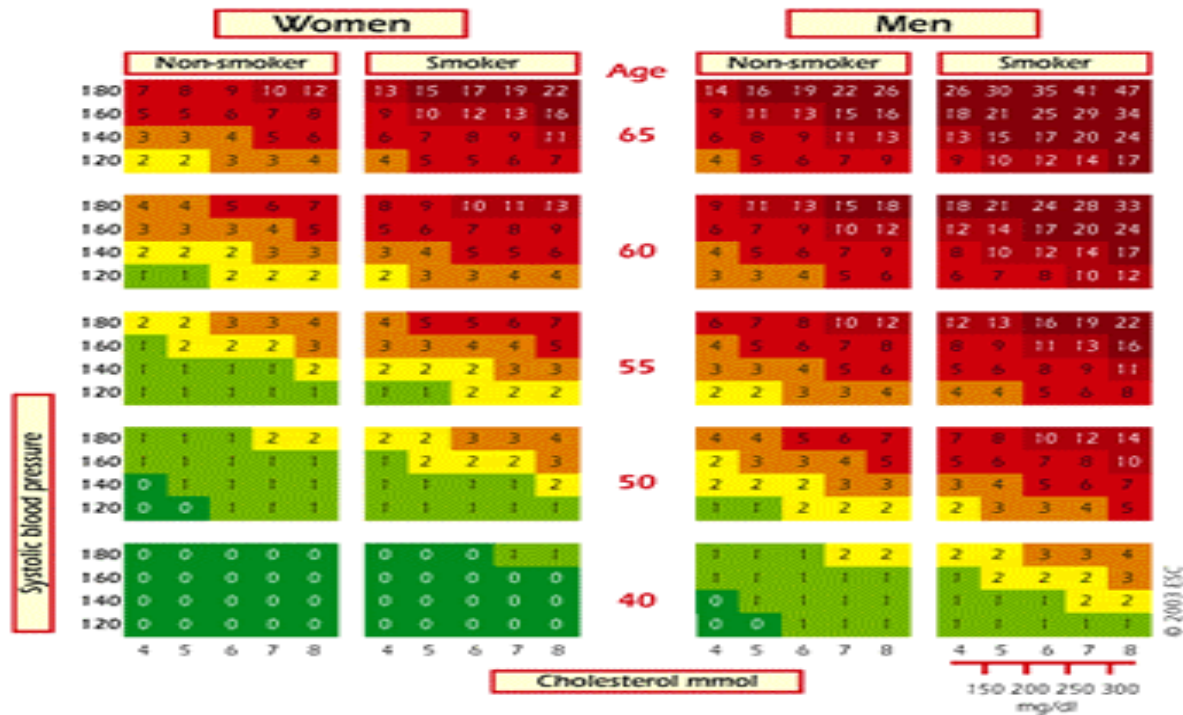 Women Men
Non-smoker Smoker Age Non-smoker Smoker
180 7 8 9 10 12 13 15 17 19 22 14 16 19 22 26 26 30 35 41 47
160 5 5 6 7 8 9 10 12 13 16 9 11 13 15 16 18 21 25 29 34
65
140 3 3 4 5 6 6 7 8 9 11 6 8 9 11 13 13 15 17 20 24
120 2 2 3 3 4 4 5 5 6 7 4 5 6 7 9 9 10 12 14 17
180 4 4 5 6 7 8 9 10 11 13 9 11 13 15 18 18 21 24 28 33
160 3 3 3 4 5 5 6 7 8 9 6 7 9 10 12 12 14 17 20 24
60
140 2 2 2 3 3 3 4 5 5 6 4 5 6 7 9 8 10 12 14 17
120 1 1 2 2 2 2 3 3 4 4 3 3 4 5 6 6 7 8 10 12
180 2 2 3 3 4 4 5 5 6 7 6 7 8 10 12 12 13 16 19 22
160 1 2 2 2 3 3 3 4 4 5 4 5 6 7 8 8 9 11 13 16
55
140 1 1 1 1 2 2 2 2 3 3 3 3 4 5 6 5 6 8 9 11
120 1 1 1 1 1 1 1 2 2 2 2 2 3 3 4 4 4 5 6 8
180 1 1 1 2 2 2 2 3 3 4 4 4 5 6 7 7 8 10 12 14
160 1 1 1 1 1 1 2 2 2 3 2 3 3 4 5 5 6 7 8 10
50
140 0 1 1 1 1 1 1 1 1 2 2 2 2 3 3 3 4 5 6 7
120 0 0 1 1 1 1 1 1 1 1 1 1 2 2 2 2 3 3 4 5
180 0 0 0 0 0 0 0 0 1 1 1 1 1 2 2 2 2 3 3 4
160 0 0 0 0 0 0 0 0 0 0 1 1 1 1 1 1 2 2 2 3
40
140 0 0 0 0 0 0 0 0 0 0 0 1 1 1 1 1 1 1 2 2
120 0 0 0 0 0 0 0 0 0 0 0 0 1 1 1 1 1 1 1 1
4 5 6 7 8 4 5 6 7 8 4 5 6 7 8 4 5 6 7 8
Systolic blood pressure
Cholesterol mmol
150 200 250 300
mg/dl
© 2003 ESC